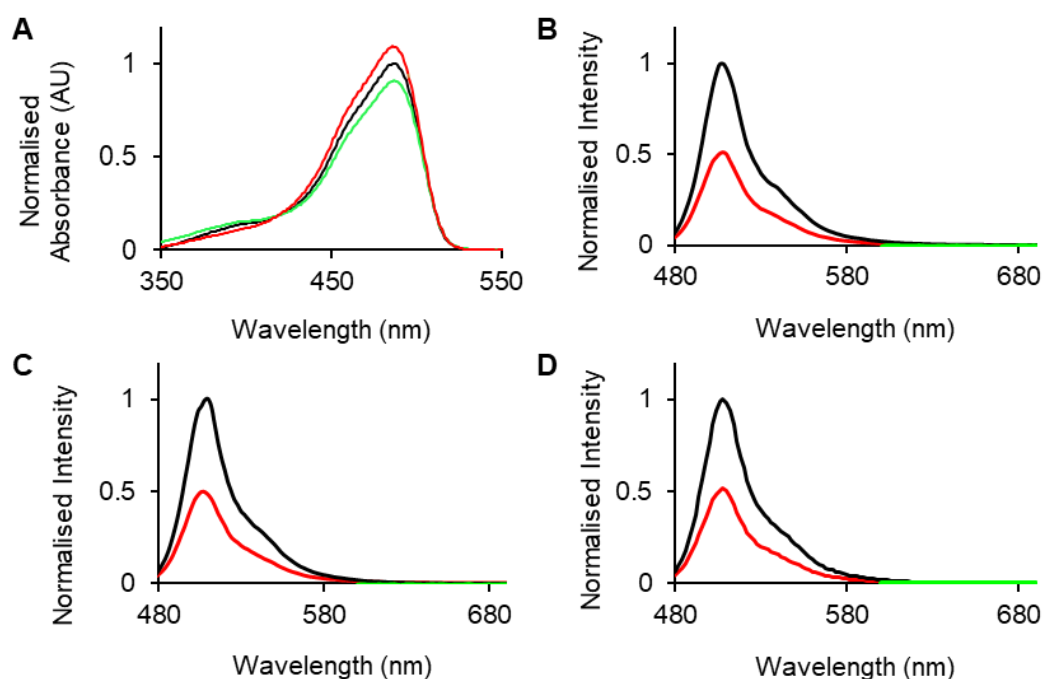 A
Normalised
Absorbance (AU)
1
0.5
0
350
450
550
Wavelength (nm)
B
Normalised Intensity
1
0.5
0
480
580
680
Wavelength (nm)
C
Normalised Intensity
1
0.5
0
480
580
680
Wavelength (nm)
D
Normalised Intensity
1
0.5
0
480
580
680
Wavelength (nm)